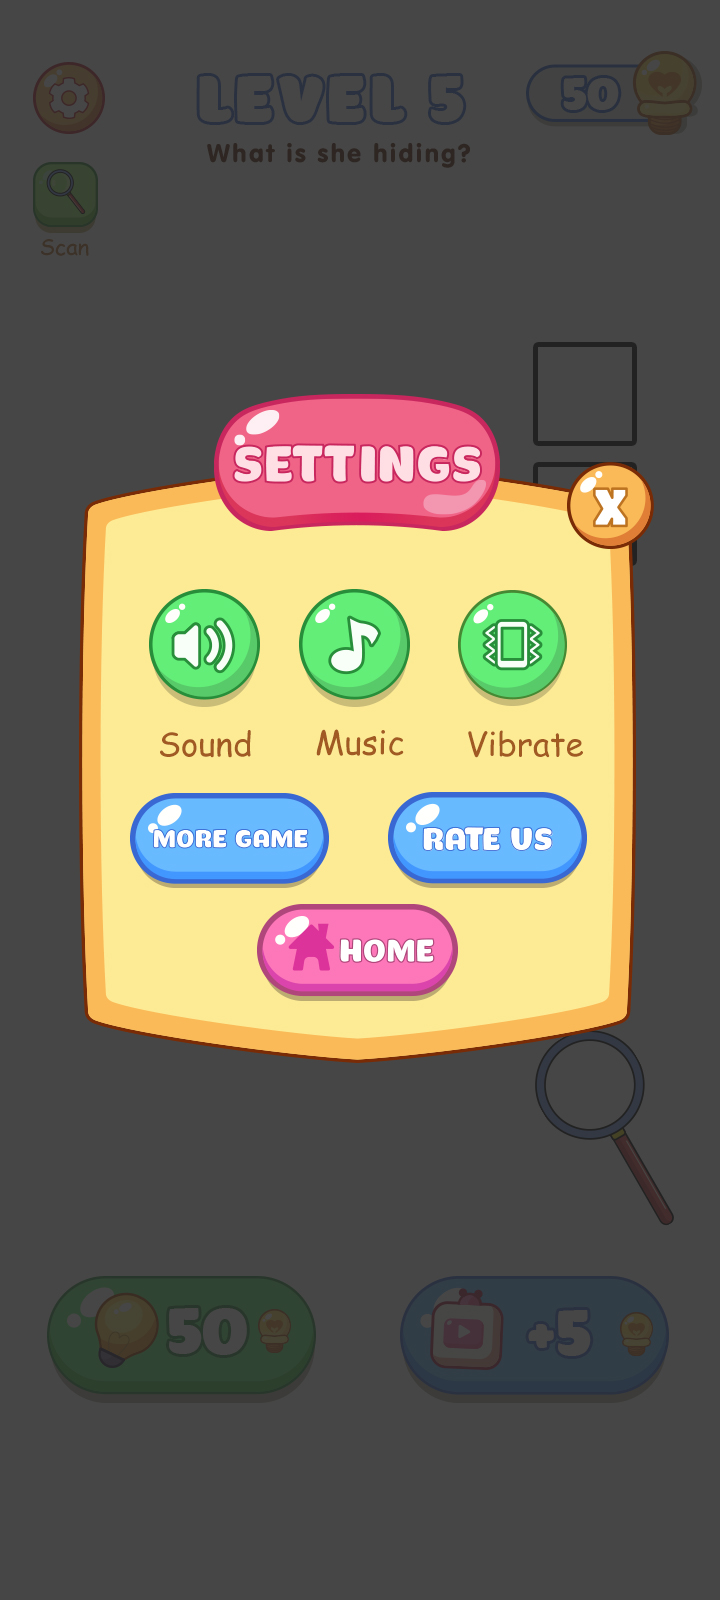 LEVEL 5
50
What is she hiding?
Scan
SETTINGS
X
Sound
Music
Vibrate
MORE GAME
RATE US
HOME
50
+5